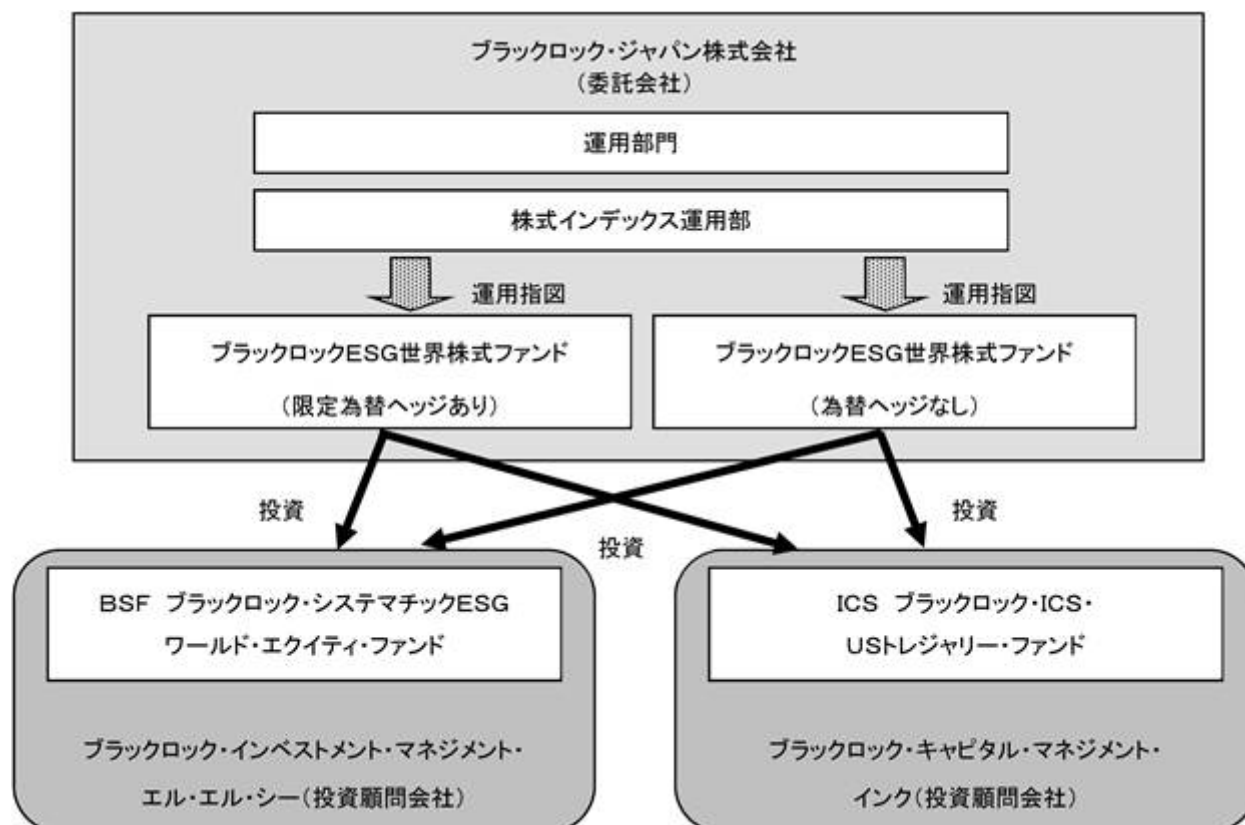 ブラックロック・ジャパン株式会社
（委託会社）
運用部門
株式インデックス運用部
運用指図
運用指図
ブラックロックESG世界株式ファンド
（限定為替ヘッジあり）
ブラックロックESG世界株式ファンド
（為替ヘッジなし）
投資
投資
投資
BSF ブラックロック・システマチックESG
ワールド・エクイティ・ファンド
ブラックロック・インベストメント・マネジメント・
エル・エル・シー（投資顧問会社）
ICS ブラックロック・ICS・
USトレジャリー・ファンド
ブラックロック・キャピタル・マネジメント・
インク（投資顧問会社）